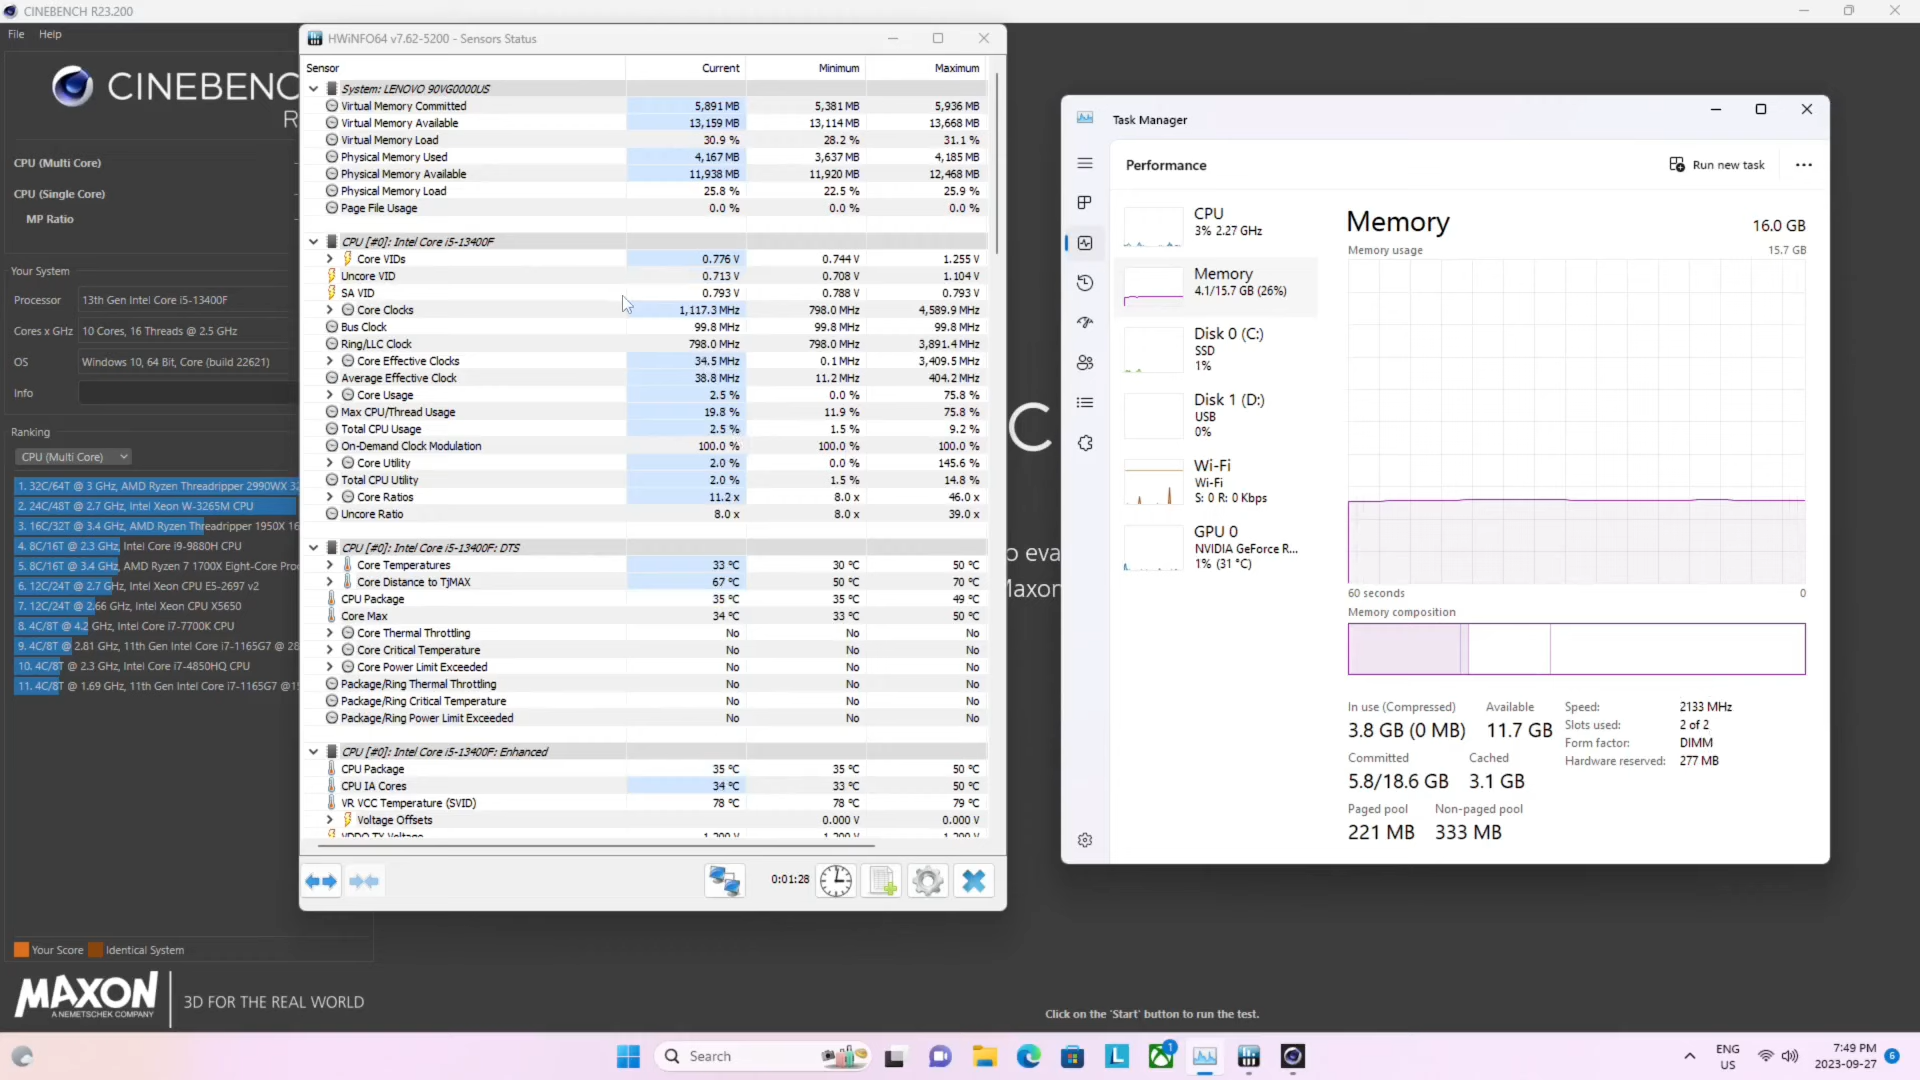 CINEBENCH R23.200
File Help
CINEBENC
R
CPU (Multi Core)
CPU (Single Core)
MP Ratio
Your System
Processor 13th Gen Intel Core i5-13400F
Cores x GHz 10 Cores, 16 Threads @ 2.5 GHz
OS Windows 10, 64 Bit, Core (build 22621)
Info
Ranking
CPU (Multi Core)
1. 32C/64T @ 3 GHz, AMD Ryzen Threadripper 2990WX 32
2. 24C/48T @ 2.7 GHz, Intel Xeon W-3265M CPU
3. 16C/32T @ 3.4 GHz, AMD Ryzen Threadripper 1950X 16
4. 8C/16T @ 2.3 GHz, Intel Core i9-9880H CPU
5. 8C/16T @ 3.4 GHz, AMD Ryzen 7 1700X Eight-Core Pro
6. 12C/24T @ 2.7 GHz, Intel Xeon CPU E5-2697 v2
7. 12C/24T @ 2.66 GHz, Intel Xeon CPU X5650
8. 4C/8T @ 4.2 GHz, Intel Core i7-7700K CPU
9. 4C/8T @ 2.81 GHz, 11th Gen Intel Core i7-1165G7 @ 28
10. 4C/8T @ 2.3 GHz, Intel Core i7-4850HQ CPU
11. 4C/8T @ 1.69 GHz, 11th Gen Intel Core i7-1165G7 @15
Your Score Identical System
MAXON
A NEMETSCHEK COMPANY
3D FOR THE REAL WORLD
HWiNFO64 v7.62-5200 - Sensors Status
Sensor Current Minimum Maximum
System: LENOVO 90VG0000US
Virtual Memory Committed 5,891 MB 5,381 MB 5,936 MB
Virtual Memory Available 13,159 MB 13,114 MB 13,668 MB
Virtual Memory Load 30.9 % 28.2 % 31.1 %
Physical Memory Used 4,167 MB 3,637 MB 4,185 MB
Physical Memory Available 11,938 MB 11,920 MB 12,468 MB
Physical Memory Load 25.8 % 22.5 % 25.9 %
Page File Usage 0.0 % 0.0 % 0.0 %
CPU [#0]: Intel Core i5-13400F
Core VIDs 0.776 V 0.744 V 1.255 V
Uncore VID 0.713 V 0.708 V 1.104 V
SA VID 0.793 V 0.788 V 0.793 V
Core Clocks 1,117.3 MHz 798.0 MHz 4,589.9 MHz
Bus Clock 99.8 MHz 99.8 MHz 99.8 MHz
Ring/LLC Clock 798.0 MHz 798.0 MHz 3,891.4 MHz
Core Effective Clocks 34.5 MHz 0.1 MHz 3,409.5 MHz
Average Effective Clock 38.8 MHz 11.2 MHz 404.2 MHz
Core Usage 2.5 % 0.0 % 75.8 %
Max CPU/Thread Usage 19.8 % 11.9 % 75.8 %
Total CPU Usage 2.5 % 1.5 % 9.2 %
On-Demand Clock Modulation 100.0 % 100.0 % 100.0 %
Core Utility 2.0 % 0.0 % 145.6 %
Total CPU Utility 2.0 % 1.5 % 14.8 %
Core Ratios 11.2 x 8.0 x 46.0 x
Uncore Ratio 8.0 x 8.0 x 39.0 x
CPU [#0]: Intel Core i5-13400F: DTS
Core Temperatures 33 °C 30 °C 50 °C
Core Distance to TjMAX 67 °C 50 °C 70 °C
CPU Package 35 °C 35 °C 49 °C
Core Max 34 °C 33 °C 50 °C
Core Thermal Throttling No No No
Core Critical Temperature No No No
Core Power Limit Exceeded No No No
Package/Ring Thermal Throttling No No No
Package/Ring Critical Temperature No No No
Package/Ring Power Limit Exceeded No No No
CPU [#0]: Intel Core i5-13400F: Enhanced
CPU Package 35 °C 35 °C 50 °C
CPU IA Cores 34 °C 33 °C 50 °C
VR VCC Temperature (SVID) 78 °C 78 °C 79 °C
Voltage Offsets 0.000 V 0.000 V
VDDQ TX Voltage 1.200 V 1.200 V 1.200 V
0:01:28
C
o eva
Maxon
Click on the 'Start' button to run the test.
Task Manager
Performance Run new task
CPU
3% 2.27 GHz
Memory
4.1/15.7 GB (26%)
Disk 0 (C:)
SSD
1%
Disk 1 (D:)
USB
0%
Wi-Fi
Wi-Fi
S: 0 R: 0 Kbps
GPU 0
NVIDIA GeForce R...
1% (31 °C)
Memory 16.0 GB
Memory usage 15.7 GB
60 seconds 0
Memory composition
In use (Compressed) Available
3.8 GB (0 MB) 11.7 GB
Committed Cached
5.8/18.6 GB 3.1 GB
Paged pool Non-paged pool
221 MB 333 MB
Speed: 2133 MHz
Slots used: 2 of 2
Form factor: DIMM
Hardware reserved: 277 MB
Search
L
1
ENG
US
7:49 PM
2023-09-27
6